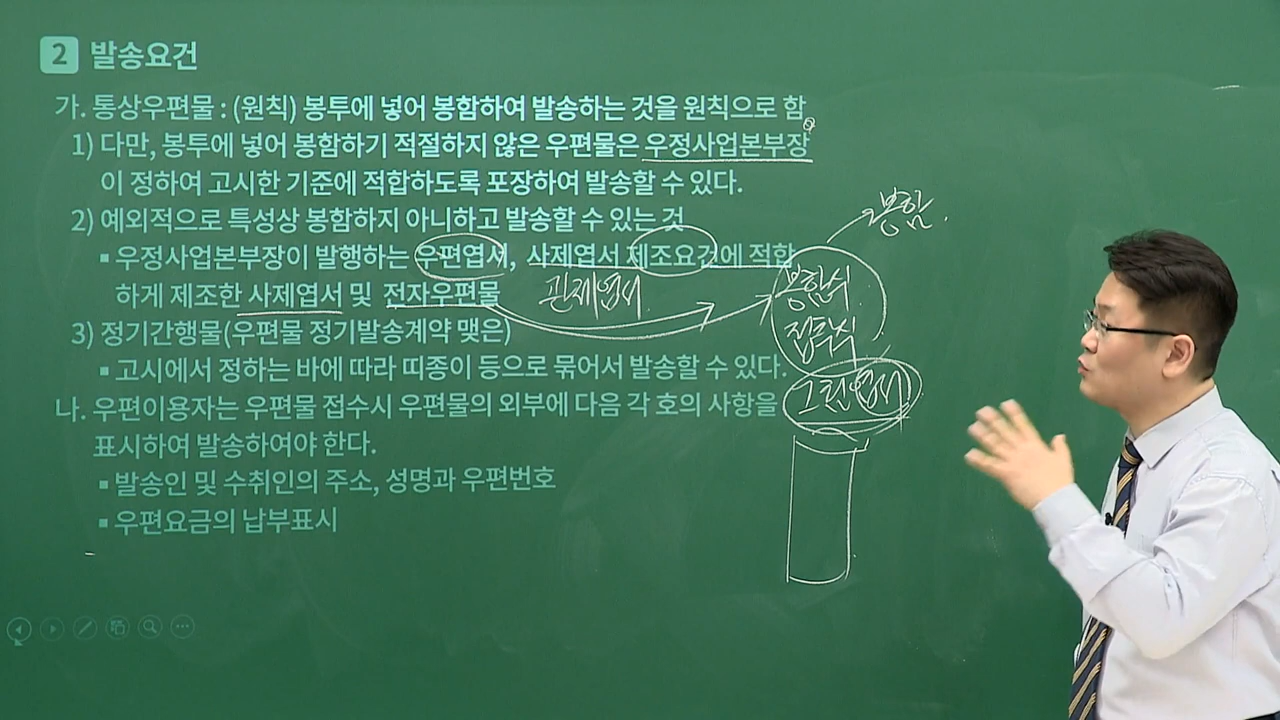 2 발송요건
가. 통상우편물 : (원칙) 봉투에 넣어 봉함하여 발송하는 것을 원칙으로 함
1) 다만, 봉투에 넣어 봉함하기 적절하지 않은 우편물은 우정사업본부장
이 정하여 고시한 기준에 적합하도록 포장하여 발송할 수 있다.
2) 예외적으로 특성상 봉함하지 아니하고 발송할 수 있는 것
봉함.
▪ 우정사업본부장이 발행하는 우편엽서, 사제엽서 제조요건에 적합
하게 제조한 사제엽서 및 전자우편물
관제엽서
봉함식
접착식
3) 정기간행물(우편물 정기발송계약 맺은)
▪ 고시에서 정하는 바에 따라 띠종이 등으로 묶어서 발송할 수 있다.
그림엽서
나. 우편이용자는 우편물 접수시 우편물의 외부에 다음 각 호의 사항을
표시하여 발송하여야 한다.
▪ 발송인 및 수취인의 주소, 성명과 우편번호
▪ 우편요금의 납부표시